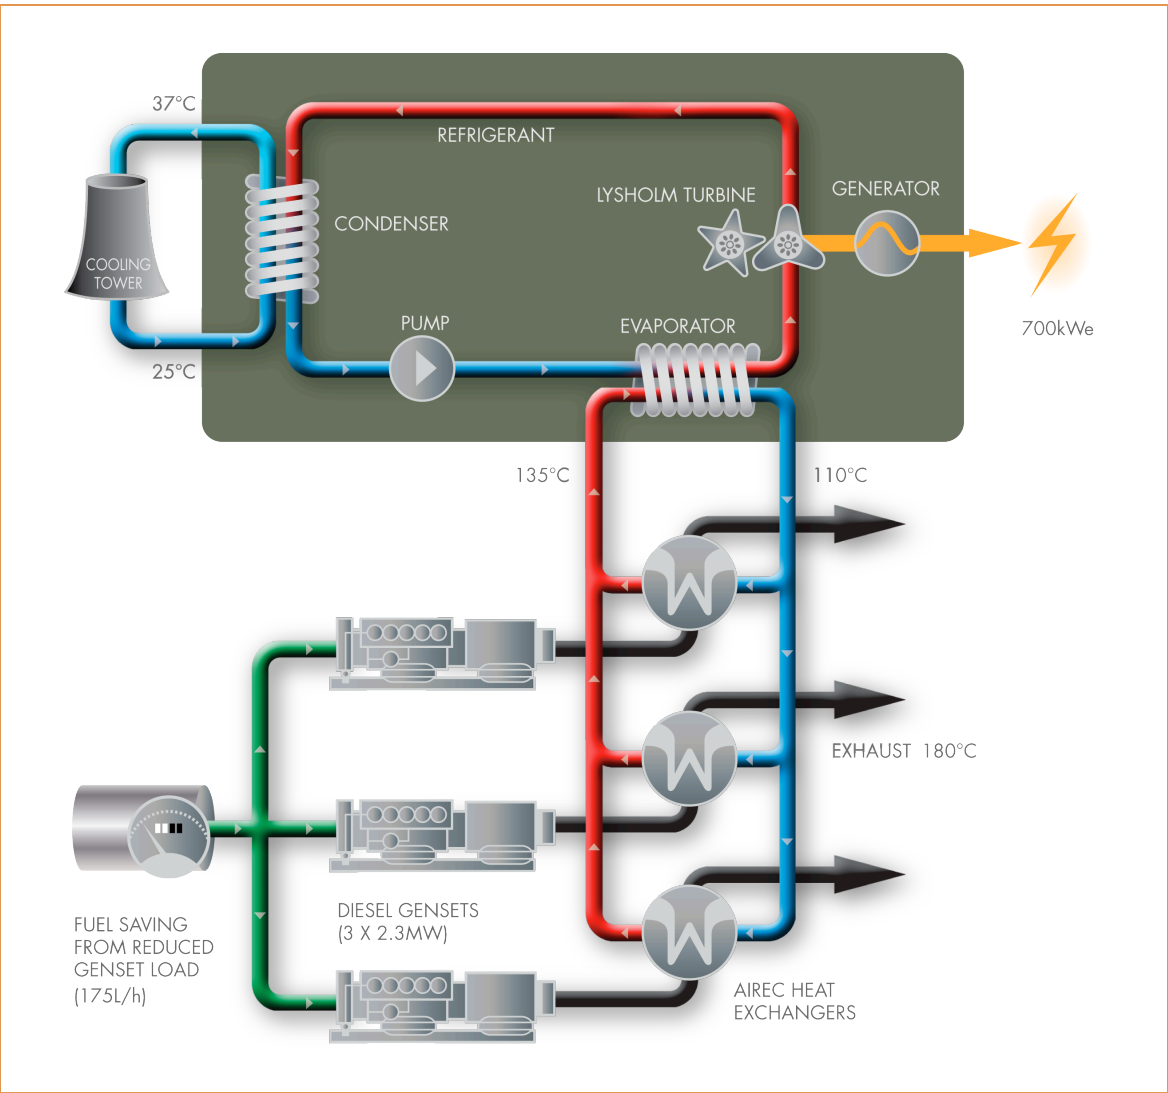 37°C
REFRIGERANT
LYSHOLM TURBINE
GENERATOR
CONDENSER
COOLING
TOWER
PUMP
EVAPORATOR
700kWe
25°C
135°C
110°C
EXHAUST 180°C
DIESEL GENSETS
(3 X 2.3MW)
FUEL SAVING
FROM REDUCED
GENSET LOAD
(175L/h)
AIREC HEAT
EXCHANGERS